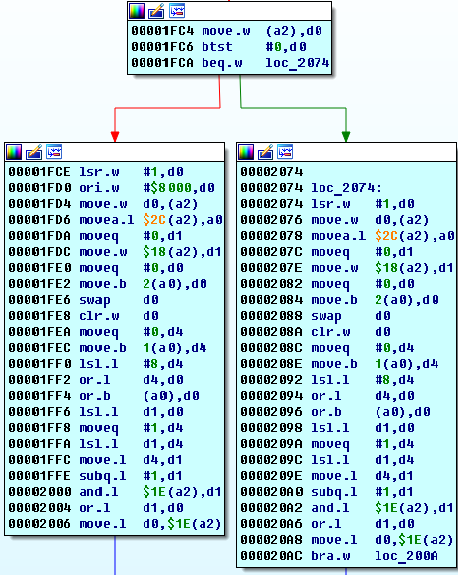 00001FC4 move.w (a2),d0
00001FC6 btst #0,d0
00001FCA beq.w loc_2074
00001FCE lsr.w #1,d0
00001FD0 ori.w #$8000,d0
00001FD4 move.w d0,(a2)
00001FD6 movea.l $2C(a2),a0
00001FDA moveq #0,d1
00001FDC move.w $18(a2),d1
00001FE0 moveq #0,d0
00001FE2 move.b 2(a0),d0
00001FE6 swap d0
00001FE8 clr.w d0
00001FEA moveq #0,d4
00001FEC move.b 1(a0),d4
00001FF0 lsl.l #8,d4
00001FF2 or.l d4,d0
00001FF4 or.b (a0),d0
00001FF6 lsl.l d1,d0
00001FF8 moveq #1,d4
00001FFA lsl.l d1,d4
00001FFC move.l d4,d1
00001FFE subq.l #1,d1
00002000 and.l $1E(a2),d1
00002004 or.l d1,d0
00002006 move.l d0,$1E(a2)
00002074
00002074 loc_2074:
00002074 lsr.w #1,d0
00002076 move.w d0,(a2)
00002078 movea.l $2C(a2),a0
0000207C moveq #0,d1
0000207E move.w $18(a2),d1
00002082 moveq #0,d0
00002084 move.b 2(a0),d0
00002088 swap d0
0000208A clr.w d0
0000208C moveq #0,d4
0000208E move.b 1(a0),d4
00002092 lsl.l #8,d4
00002094 or.l d4,d0
00002096 or.b (a0),d0
00002098 lsl.l d1,d0
0000209A moveq #1,d4
0000209C lsl.l d1,d4
0000209E move.l d4,d1
000020A0 subq.l #1,d1
000020A2 and.l $1E(a2),d1
000020A6 or.l d1,d0
000020A8 move.l d0,$1E(a2)
000020AC bra.w loc_200A